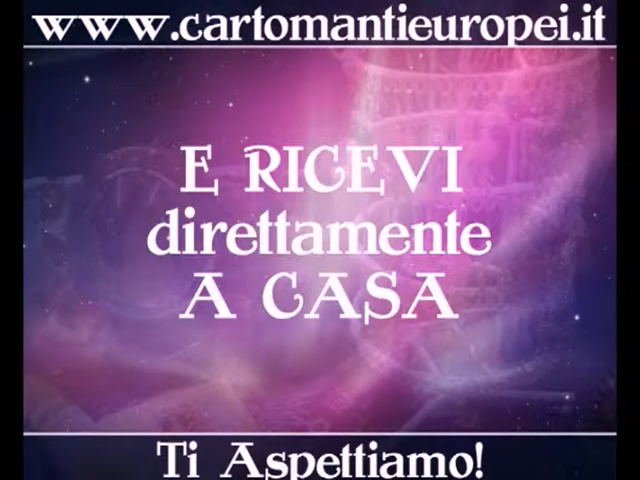 www.cartomantieuropei.it
E RICEVI
direttamente
A CASA
Ti Aspettiamo!